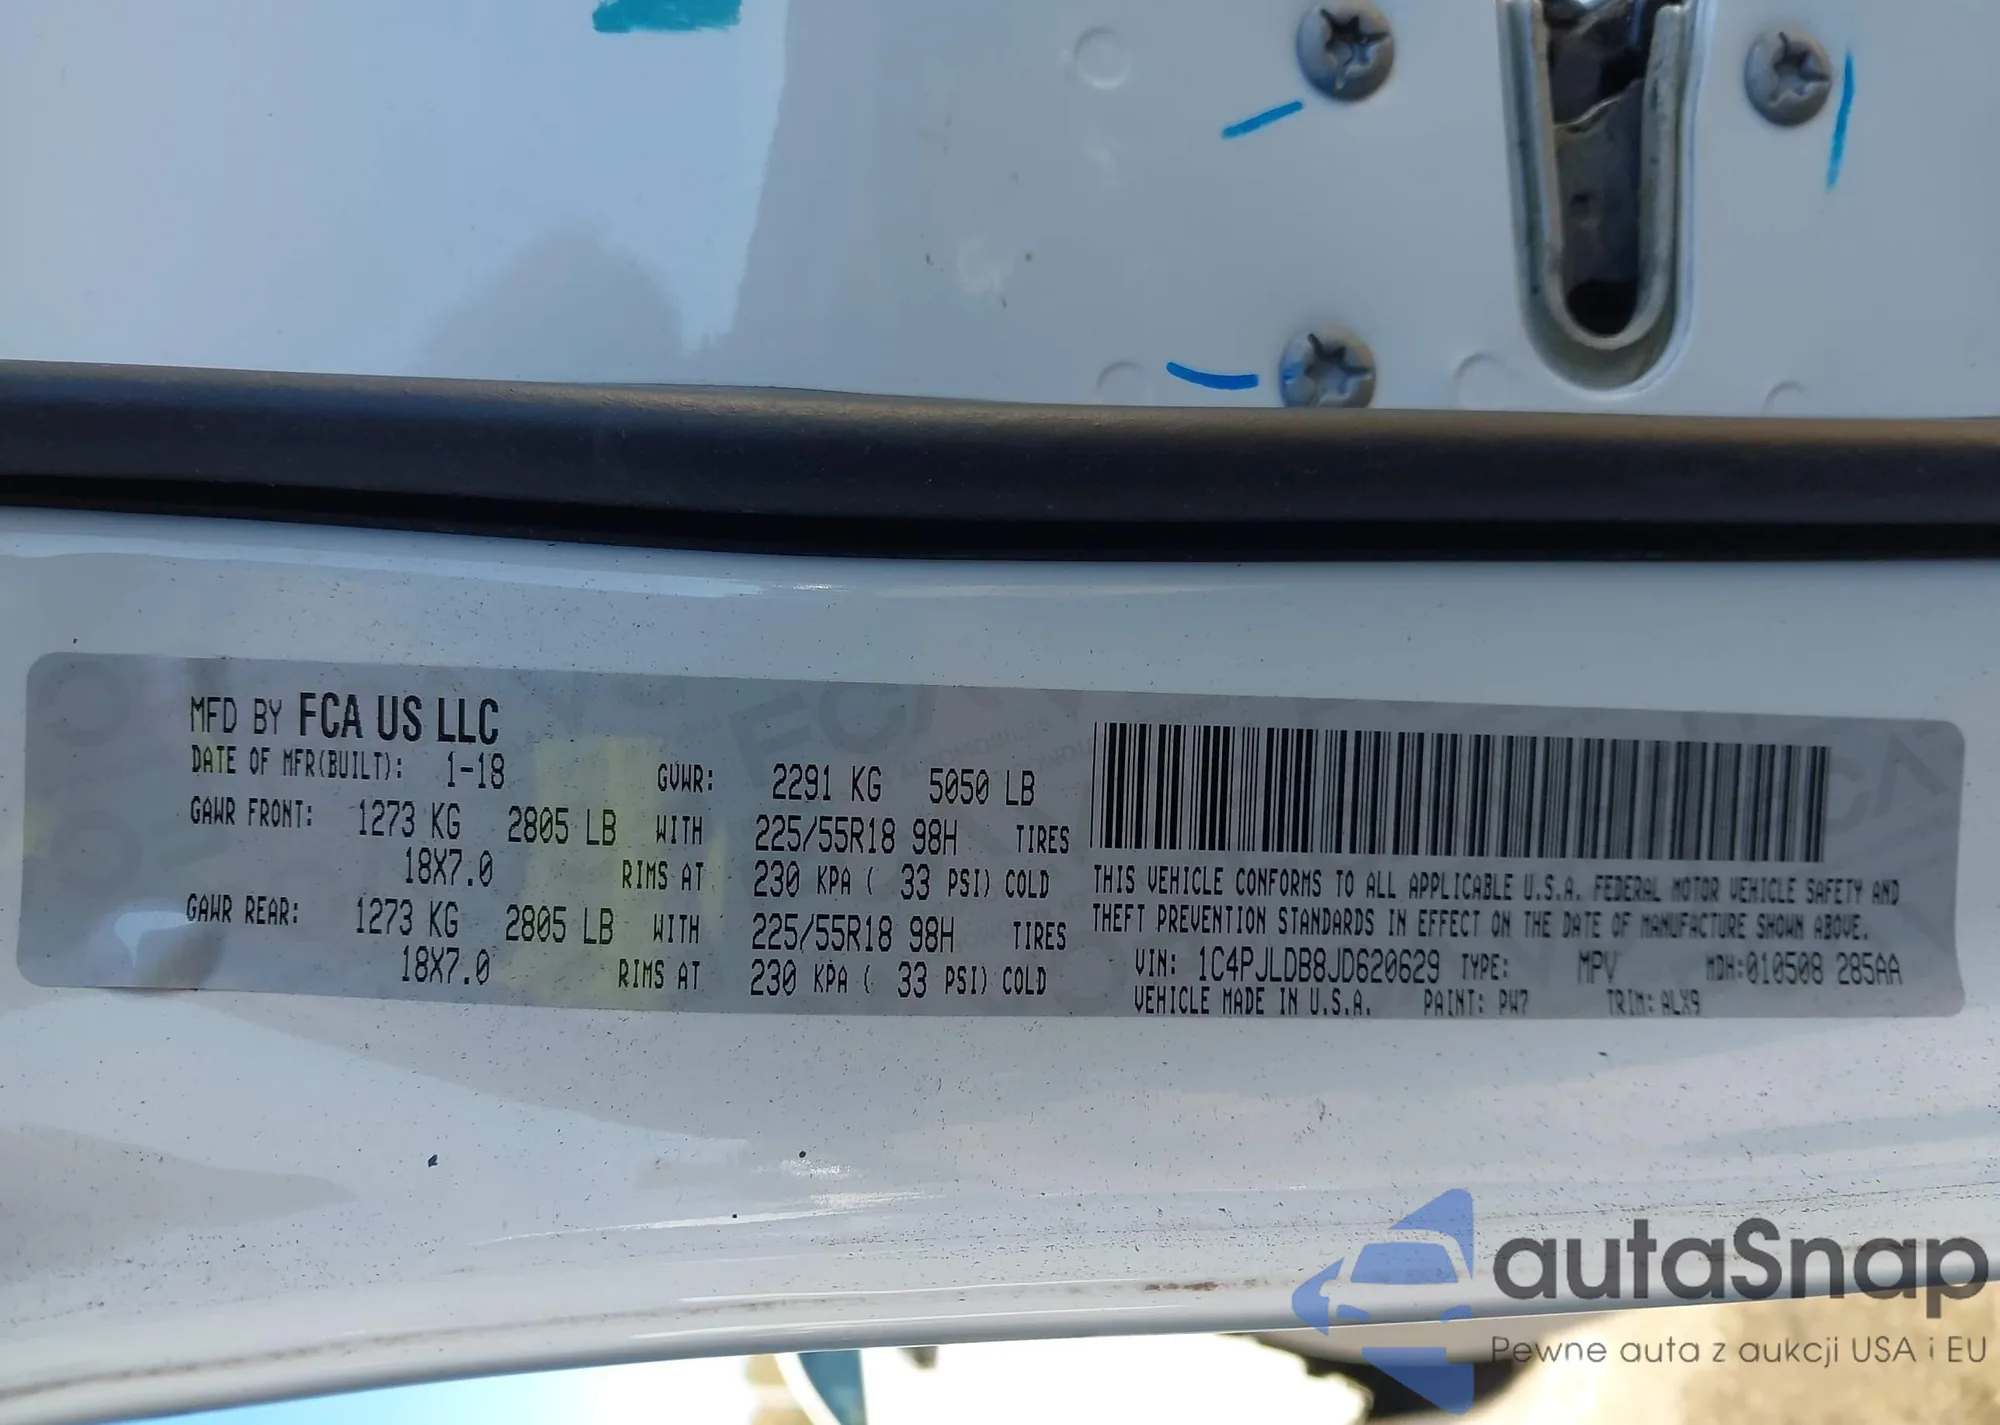 MFD BY FCA US LLC
DATE OF MFR(BUILT): 1-18 GVWR: 2291 KG 5050 LB
GAWR FRONT: 1273 KG 2805 LB WITH 225/55R18 98H TIRES
18X7.0 RIMS AT 230 KPA ( 33 PSI) COLD
GAWR REAR: 1273 KG 2805 LB WITH 225/55R18 98H TIRES
18X7.0 RIMS AT 230 KPA ( 33 PSI) COLD
THIS VEHICLE CONFORMS TO ALL APPLICABLE U.S.A. FEDERAL MOTOR VEHICLE SAFETY AND
THEFT PREVENTION STANDARDS IN EFFECT ON THE DATE OF MANUFACTURE SHOWN ABOVE.
VIN: 1C4PJLDB8JD620629 TYPE: MPV MDH:010508 285AA
VEHICLE MADE IN U.S.A. PAINT: PW7 TRIM: ALX9
autaSnap
Pewne auta z aukcji USA i EU